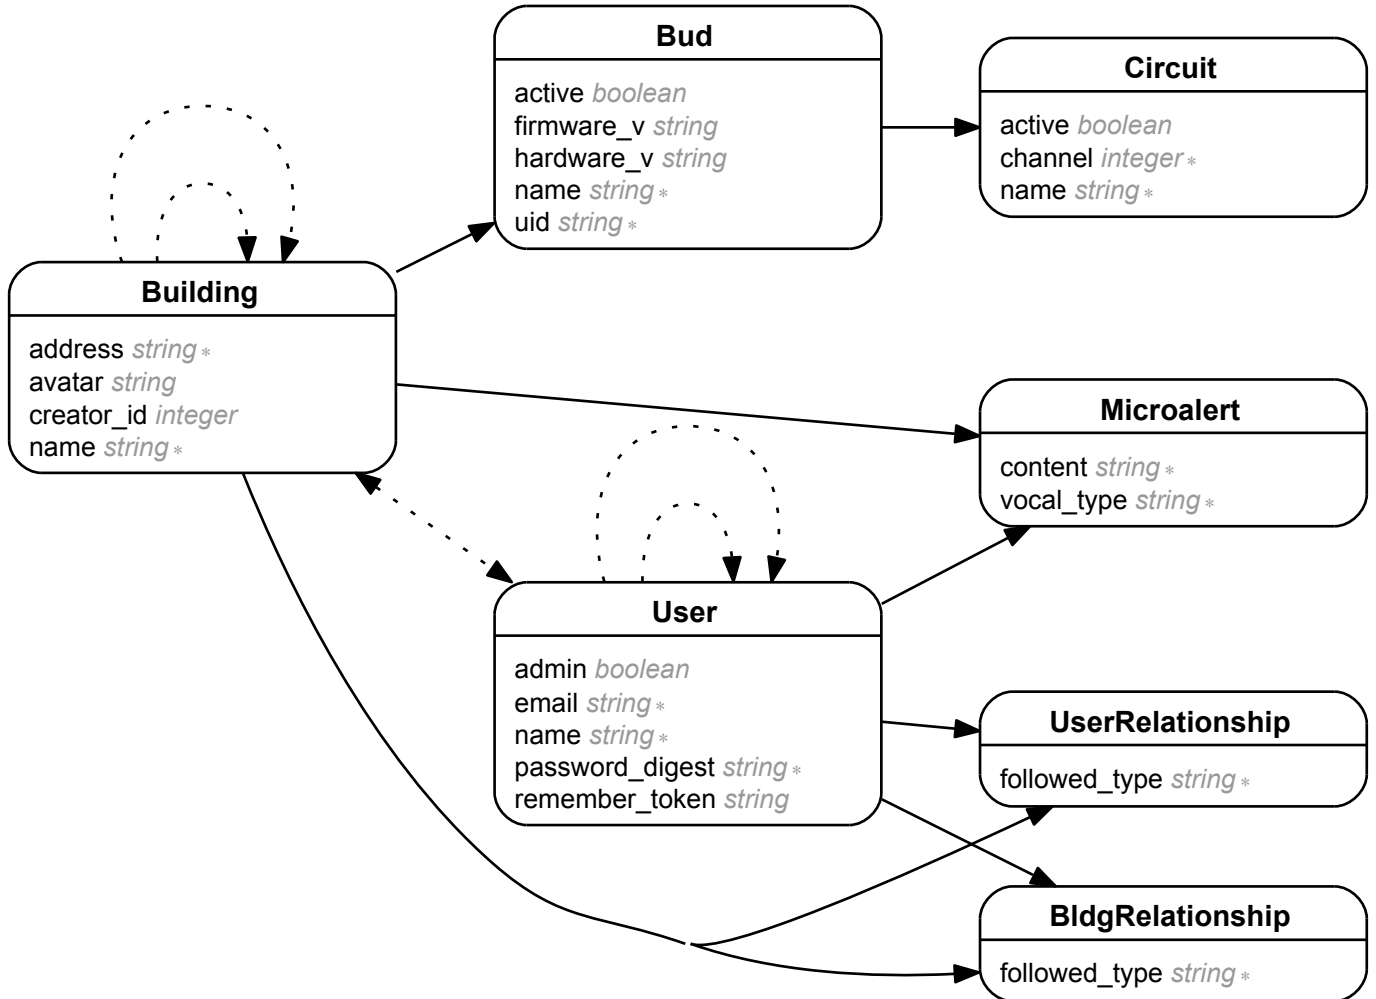 Bud
active boolean
firmware_v string
hardware_v string
name string *
uid string *
Circuit
active boolean
channel integer *
name string *
Building
address string *
avatar string
creator_id integer
name string *
Microalert
content string *
vocal_type string *
User
admin boolean
email string *
name string *
password_digest string *
remember_token string
UserRelationship
followed_type string *
BldgRelationship
followed_type string *